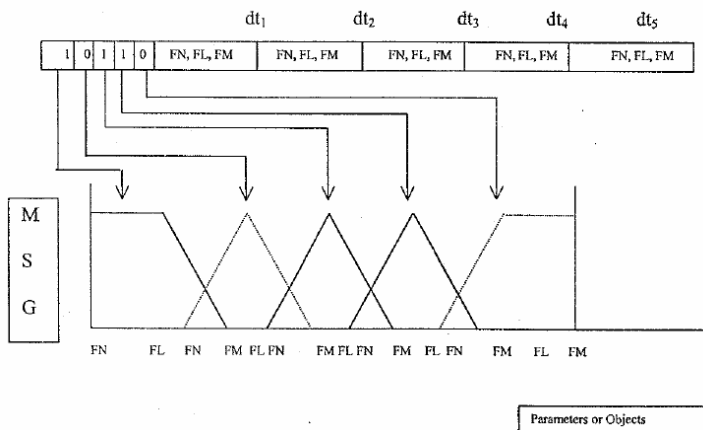 dt1 dt2 dt3 dt4 dt5
1 0 1 1 0 FN, FL, FM FN, FL, FM FN, FL, FM FN, FL, FM FN, FL, FM
M
S
G
FN FL FN FM FL FN FM FL FN FM FL FN FM FL FM
Parameters or Objects